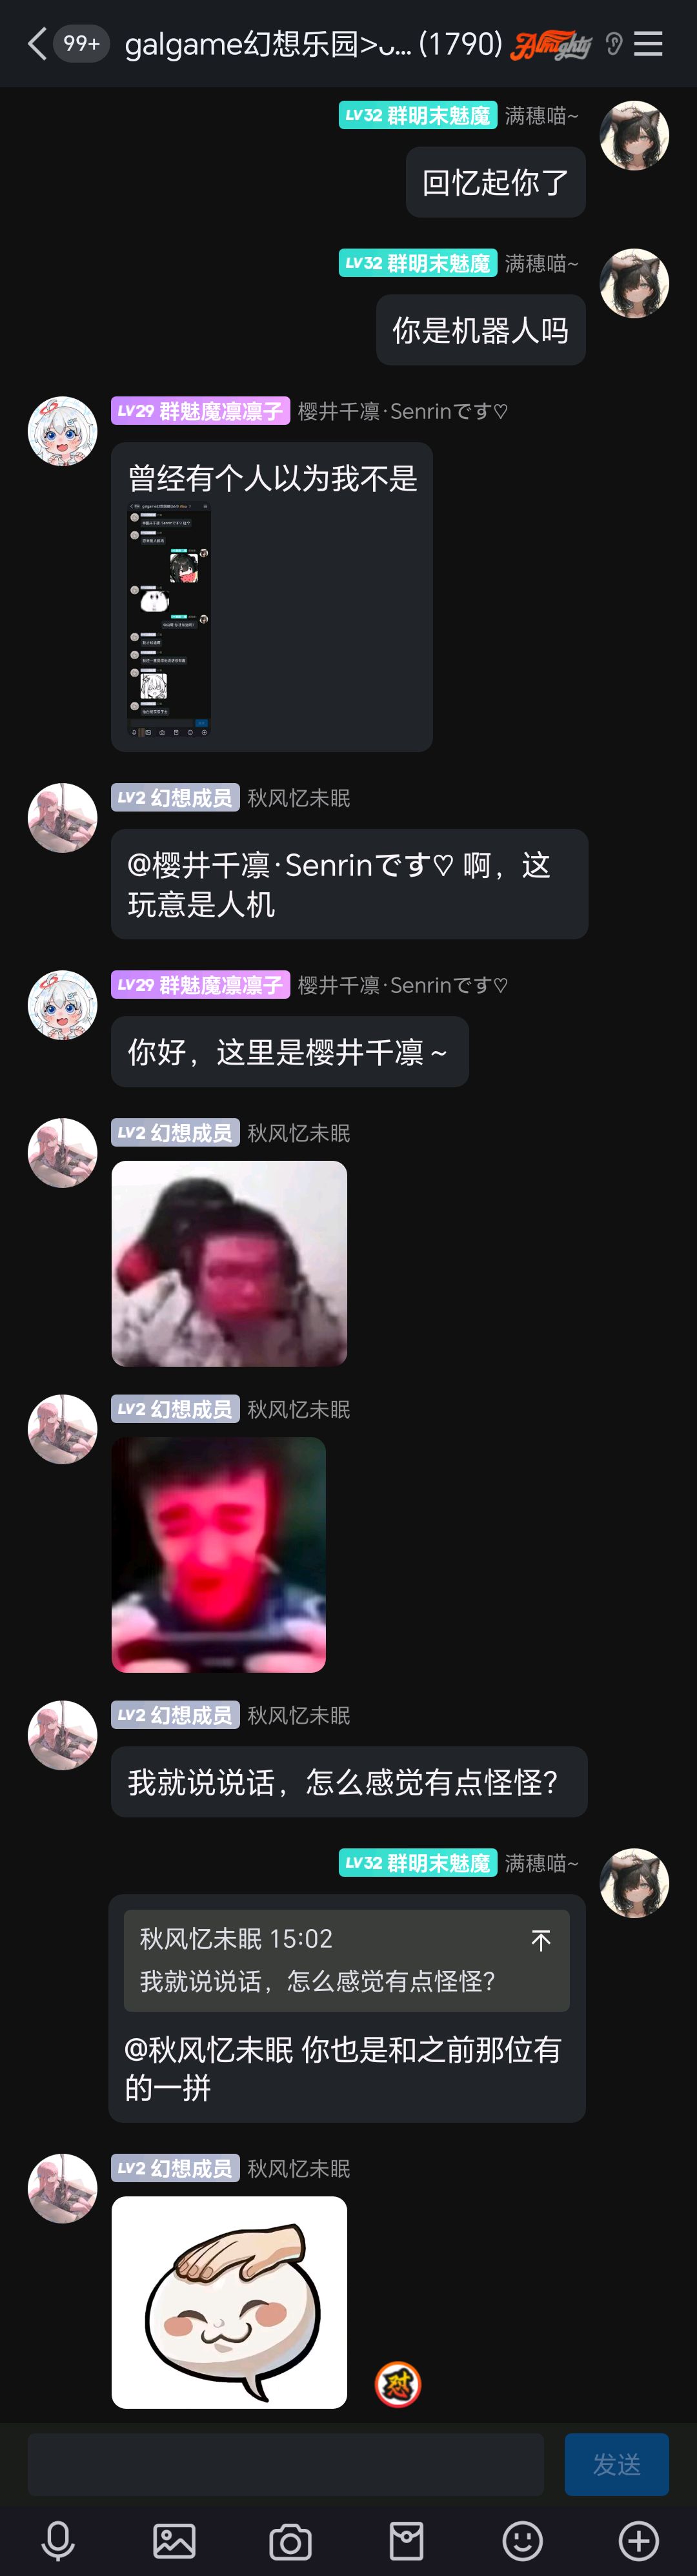 99+ galgame幻想乐园>ᴗ... (1790) Almighty
LV32 群明末魅魔 满穗喵~
回忆起你了
LV32 群明末魅魔 满穗喵~
你是机器人吗
LV29 群魅魔凛凛子 樱井千凛·Senrinです♡
曾经有个人以为我不是
LV2 幻想成员 秋风忆未眠
@樱井千凛·Senrinです♡ 啊，这
玩意是人机
LV29 群魅魔凛凛子 樱井千凛·Senrinです♡
你好，这里是樱井千凛～
LV2 幻想成员 秋风忆未眠
LV2 幻想成员 秋风忆未眠
LV2 幻想成员 秋风忆未眠
我就说说话，怎么感觉有点怪怪?
LV32 群明末魅魔 满穗喵~
秋风忆未眠 15:02
我就说说话，怎么感觉有点怪怪?
@秋风忆未眠 你也是和之前那位有
的一拼
LV2 幻想成员 秋风忆未眠
怼
发送